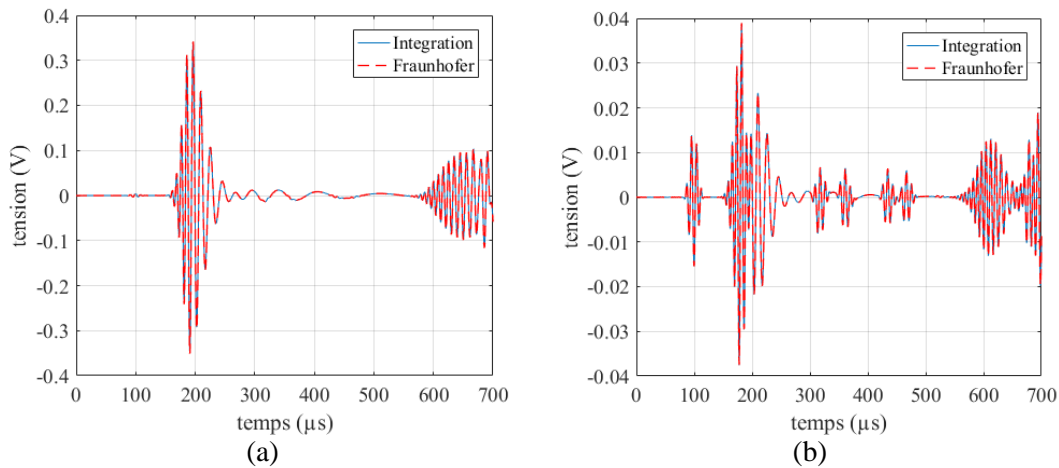 0.4
0.3
0.2
0.1
0
-0.1
-0.2
-0.3
-0.4
tension (V)
0 100 200 300 400 500 600 700
temps (µs)
Integration
Fraunhofer
(a)
0.04
0.03
0.02
0.01
0
-0.01
-0.02
-0.03
-0.04
tension (V)
0 100 200 300 400 500 600 700
temps (µs)
Integration
Fraunhofer
(b)